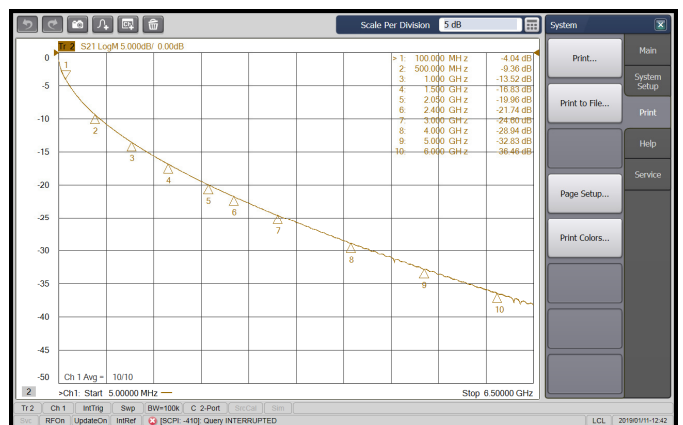 Scale Per Division 5 dB
System
Tr 2 S21 LogM 5.000dB/ 0.00dB
0
-5
-10
-15
-20
-25
-30
-35
-40
-45
-50
> 1: 100.000 MHz -4.04 dB
2: 500.000 MHz -9.36 dB
3: 1.000 GHz -13.52 dB
4: 1.500 GHz -16.83 dB
5: 2.050 GHz -19.96 dB
6: 2.400 GHz -21.74 dB
7: 3.000 GHz -24.60 dB
8: 4.000 GHz -28.94 dB
9: 5.000 GHz -32.83 dB
10: 6.000 GHz 36.46 dB
1
2
3
4
5
6
7
8
9
10
Ch 1 Avg = 10/10
2
>Ch1: Start 5.00000 MHz
Stop 6.50000 GHz
Print...
Print to File...
Page Setup...
Print Colors...
Main
System Setup
Print
Help
Service
Tr 2 Ch 1 IntTrig Swp BW=100k C 2-Port SrcCal Sim
Svc RFOn UpdateOn IntRef [SCPI: -410]: Query INTERRUPTED LCL 2019/01/11-12:42